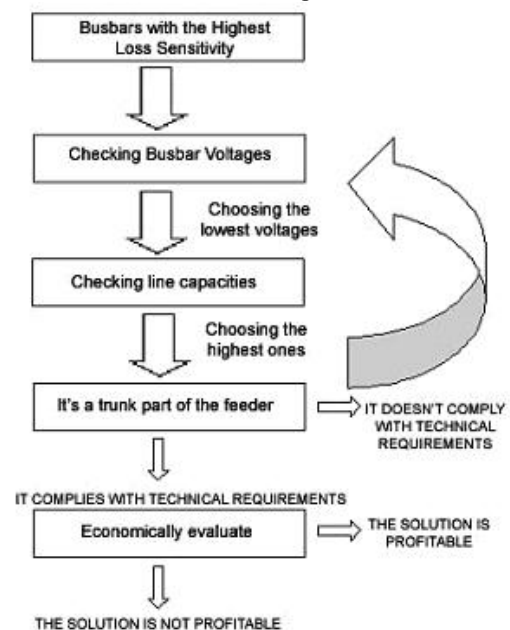 Busbars with the Highest
Loss Sensitivity
Checking Busbar Voltages
Choosing the
lowest voltages
Checking line capacities
Choosing the
highest ones
It's a trunk part of the feeder
IT DOESN'T COMPLY
WITH TECHNICAL
REQUIREMENTS
IT COMPLIES WITH TECHNICAL REQUIREMENTS
Economically evaluate
THE SOLUTION IS
PROFITABLE
THE SOLUTION IS NOT PROFITABLE